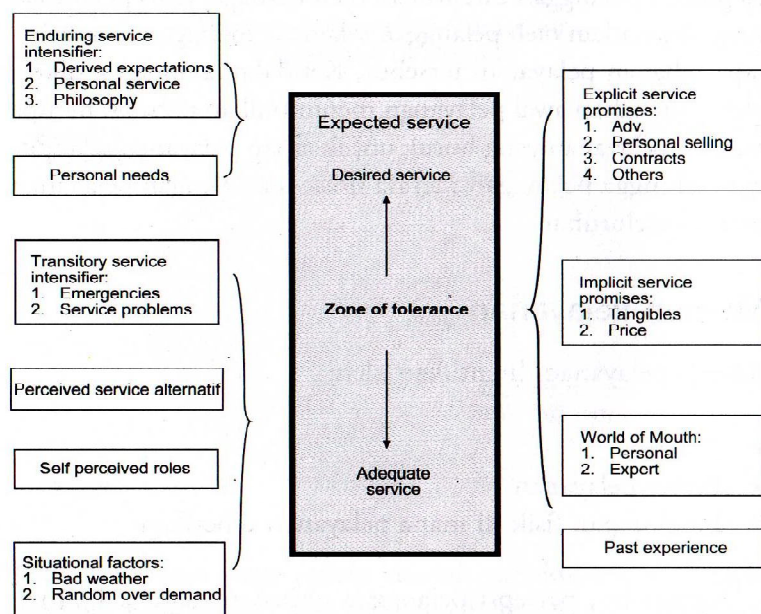 Enduring service
intensifier:
1. Derived expectations
2. Personal service
3. Philosophy
Personal needs
Transitory service
intensifier:
1. Emergencies
2. Service problems
Perceived service alternatif
Self perceived roles
Situational factors:
1. Bad weather
2. Random over demand
Expected service
Desired service
Zone of tolerance
Adequate
service
Explicit service
promises:
1. Adv.
2. Personal selling
3. Contracts
4. Others
Implicit service
promises:
1. Tangibles
2. Price
World of Mouth:
1. Personal
2. Expert
Past experience